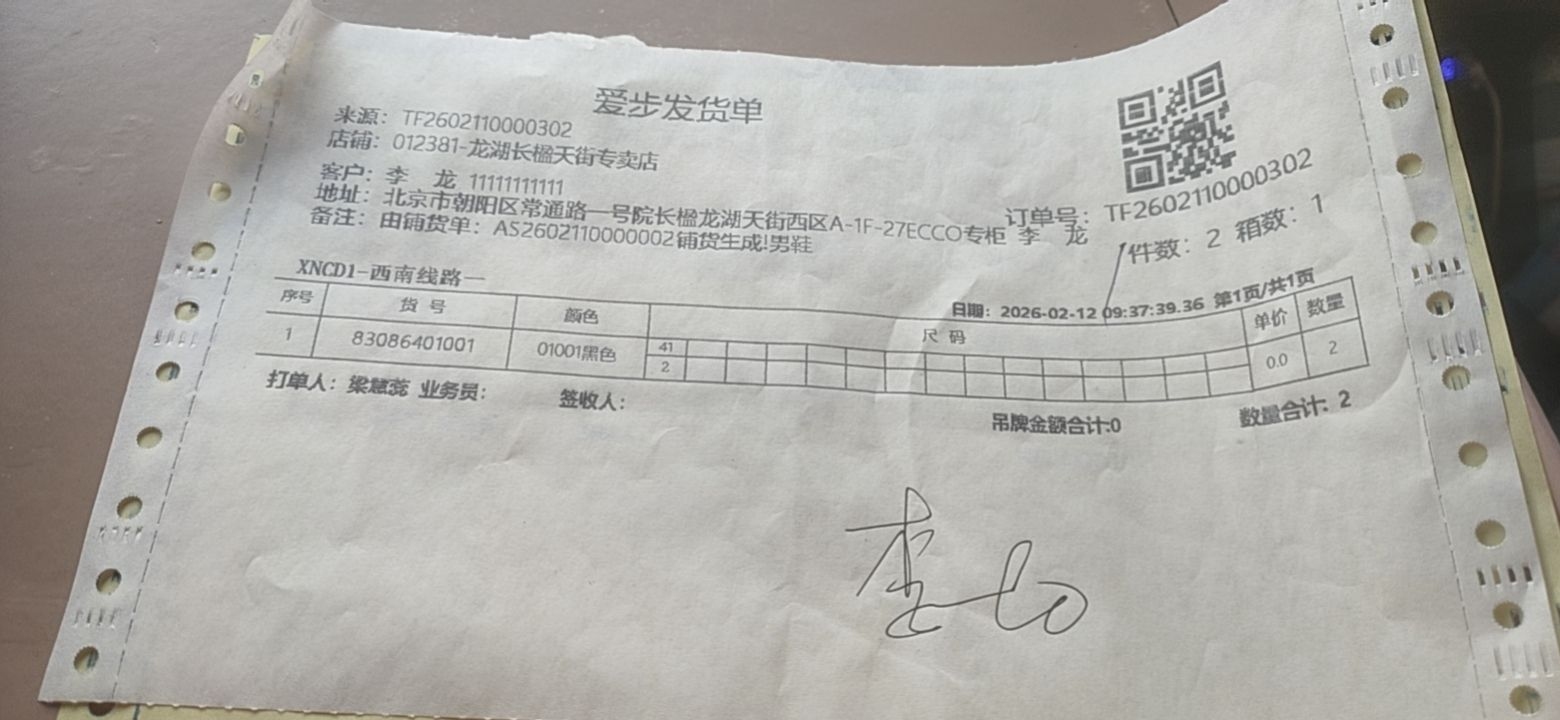 爱步发货单
来源：TF2602110000302
店铺：012381-龙湖长楹天街专卖店
客户：李 龙 11111111111
地址：北京市朝阳区常通路一号院长楹龙湖天街西区A-1F-27ECCO专柜 李 龙
备注：由铺货单：AS2602110000002铺货生成!男鞋
订单号：TF2602110000302
件数：2 箱数：1
XNCD1-西南线路一
日期：2026-02-12 09:37:39.36 第1页/共1页
序号 货 号 颜色 尺 码 单价 数量
1 83086401001 01001黑色 41 0.0 2
2
打单人：梁慧蕊 业务员： 签收人： 吊牌金额合计:0 数量合计: 2